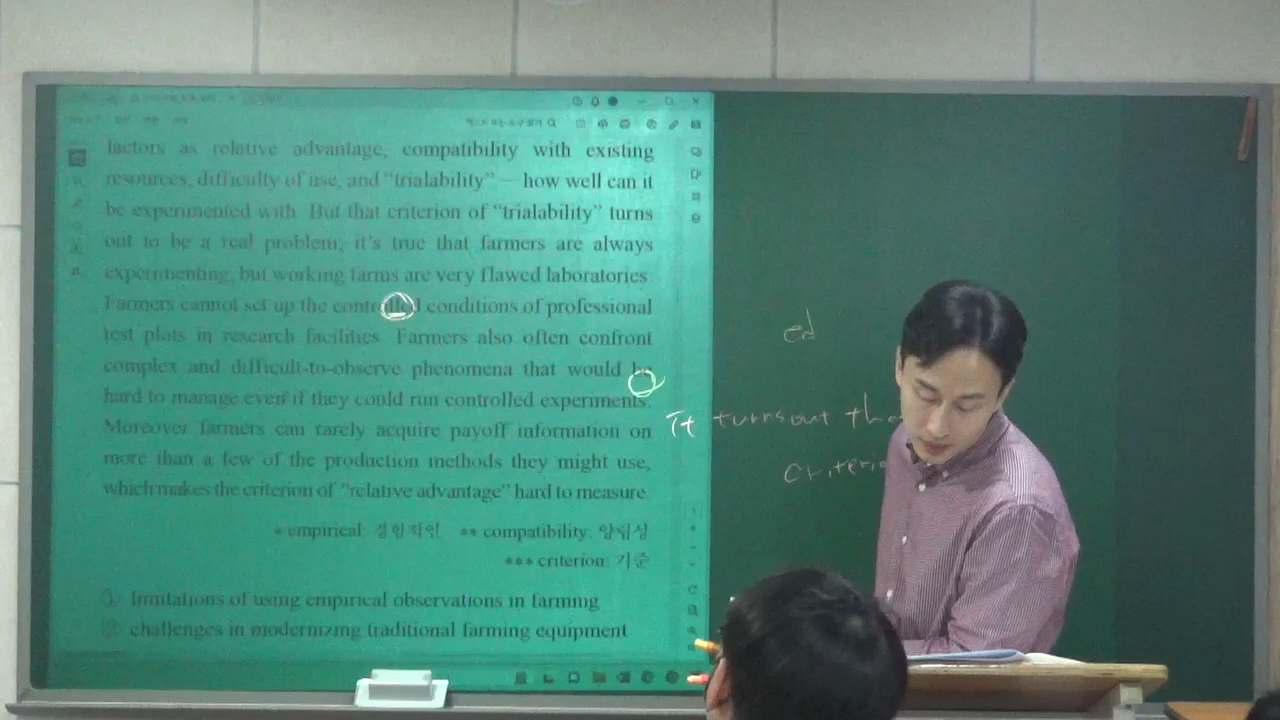 factors as relative advantage, compatibility with existing
resources, difficulty of use, and “trialability” — how well can it
be experimented with. But that criterion of “trialability” turns
out to be a real problem; it's true that farmers are always
experimenting, but working farms are very flawed laboratories.
Farmers cannot set up the controlled conditions of professional
test plots in research facilities. Farmers also often confront
complex and difficult-to-observe phenomena that would be
hard to manage even if they could run controlled experiments.
Moreover farmers can rarely acquire payoff information on
more than a few of the production methods they might use,
which makes the criterion of “relative advantage” hard to measure.
* empirical: 경험적인 ** compatibility: 양립성
*** criterion: 기준
① limitations of using empirical observations in farming
② challenges in modernizing traditional farming equipment
ed
It turns out